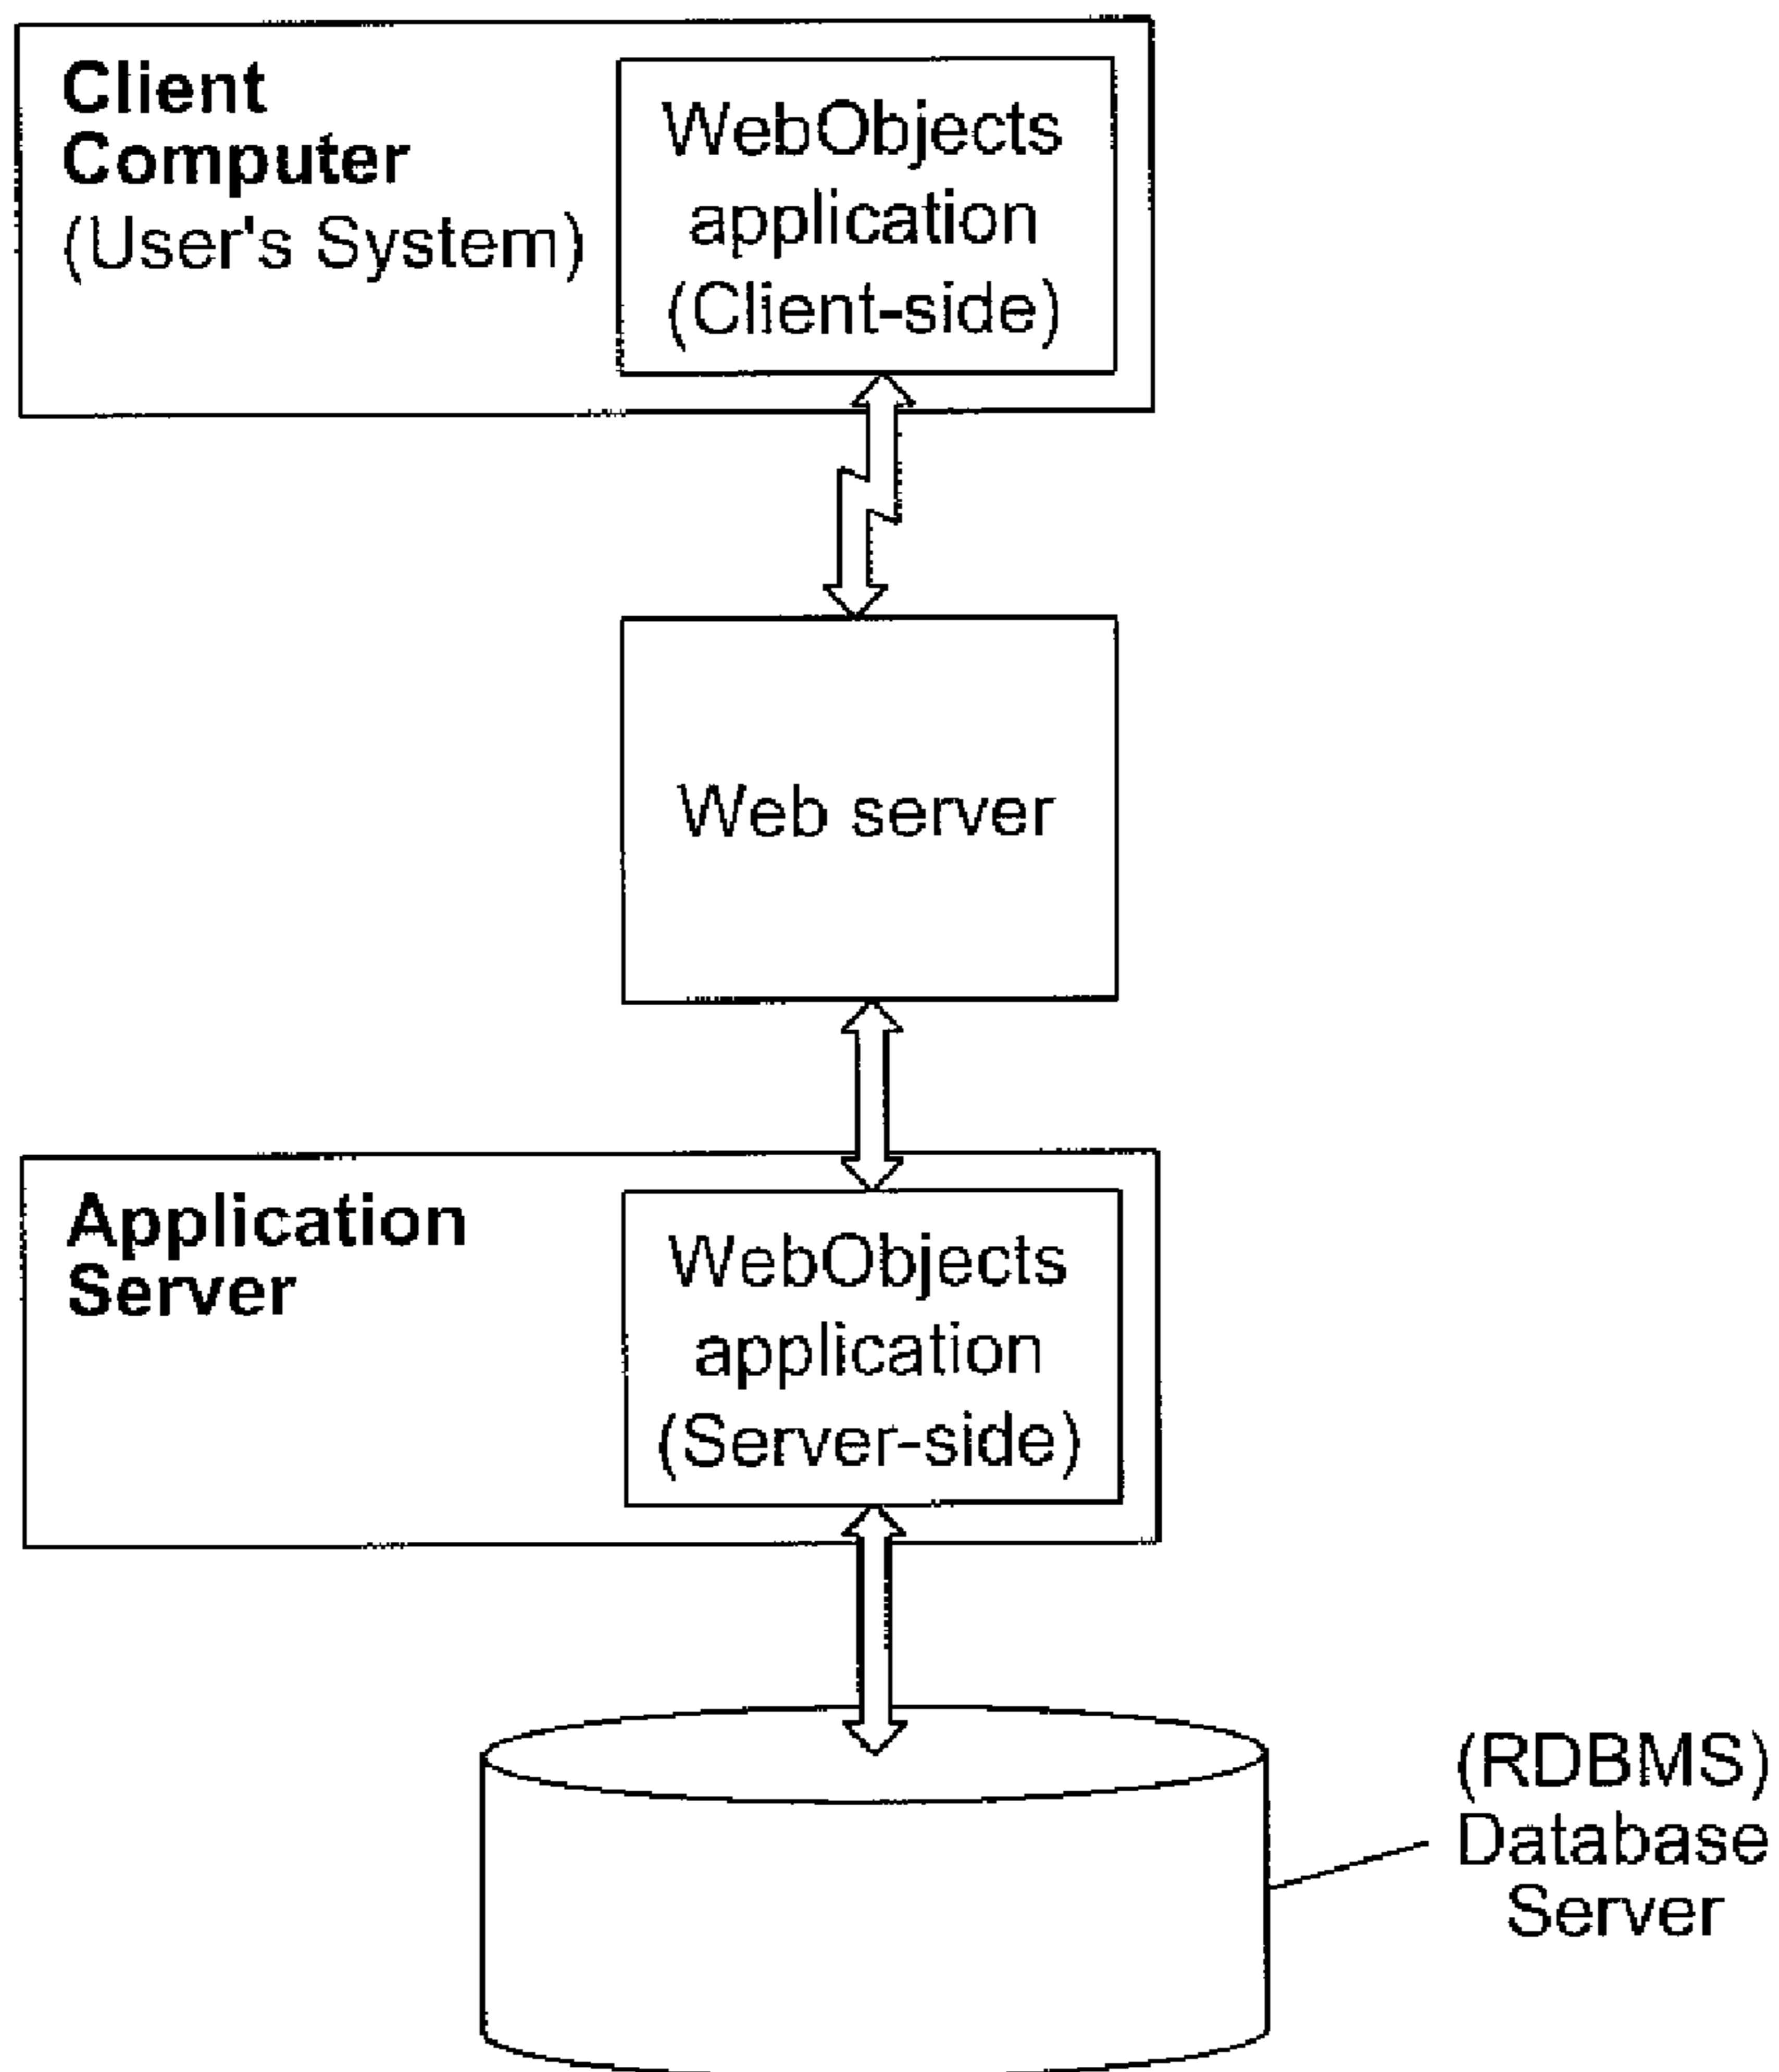 Client
Computer
(User's System)
WebObjects
application
(Client-side)
Web server
Application
Server
WebObjects
application
(Server-side)
(RDBMS)
Database
Server